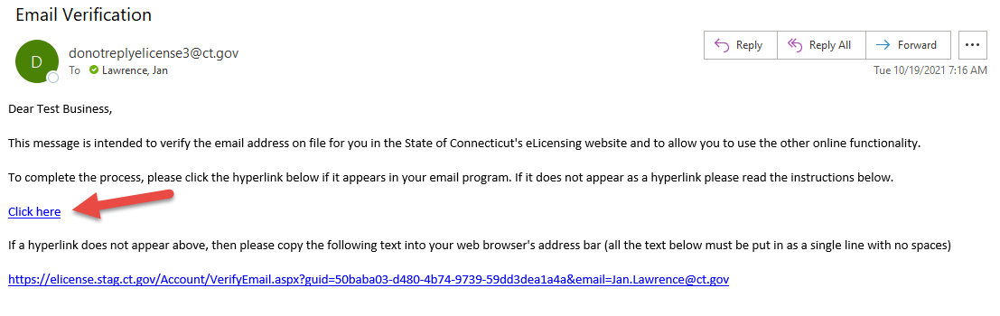 Email Verification
D
donotreplyelicense3@ct.gov
To Lawrence, Jan
Reply
Reply All
Forward
Tue 10/19/2021 7:16 AM
Dear Test Business,
This message is intended to verify the email address on file for you in the State of Connecticut's eLicensing website and to allow you to use the other online functionality.
To complete the process, please click the hyperlink below if it appears in your email program. If it does not appear as a hyperlink please read the instructions below.
Click here
If a hyperlink does not appear above, then please copy the following text into your web browser's address bar (all the text below must be put in as a single line with no spaces)
https://elicense.stag.ct.gov/Account/VerifyEmail.aspx?guid=50baba03-d480-4b74-9739-59dd3dea1a4a&email=Jan.Lawrence@ct.gov